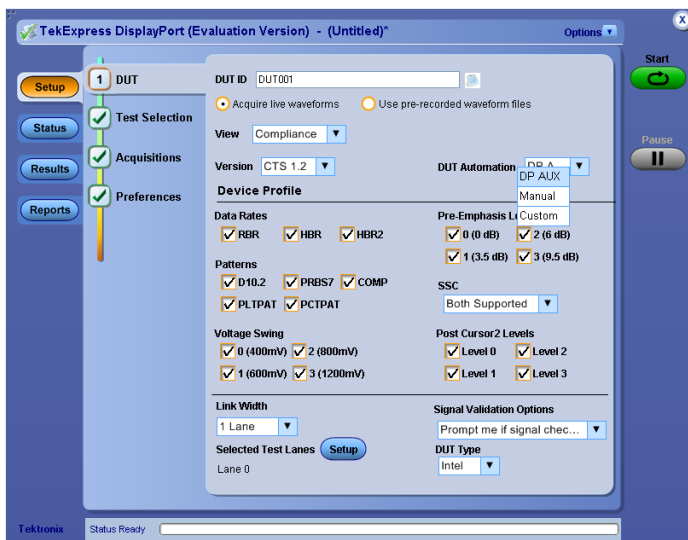 TekExpress DisplayPort (Evaluation Version) - (Untitled)*
Options
x
Start
Pause
Setup
Status
Results
Reports
1 DUT
Test Selection
Acquisitions
Preferences
DUT ID DUT001
Acquire live waveforms Use pre-recorded waveform files
View Compliance
Version CTS 1.2 DUT Automation
DP AUX
Manual
Custom
Device Profile
Data Rates
RBR HBR HBR2
Patterns
D10.2 PRBS7 COMP
PLTPAT PCTPAT
Voltage Swing
0 (400mV) 2 (800mV)
1 (600mV) 3 (1200mV)
Pre-Emphasis
0 (0 dB) 2 (6 dB)
1 (3.5 dB) 3 (9.5 dB)
SSC
Both Supported
Post Cursor2 Levels
Level 0 Level 2
Level 1 Level 3
Link Width
1 Lane
Selected Test Lanes Setup
Lane 0
Signal Validation Options
Prompt me if signal chec...
DUT Type
Intel
Tektronix Status Ready